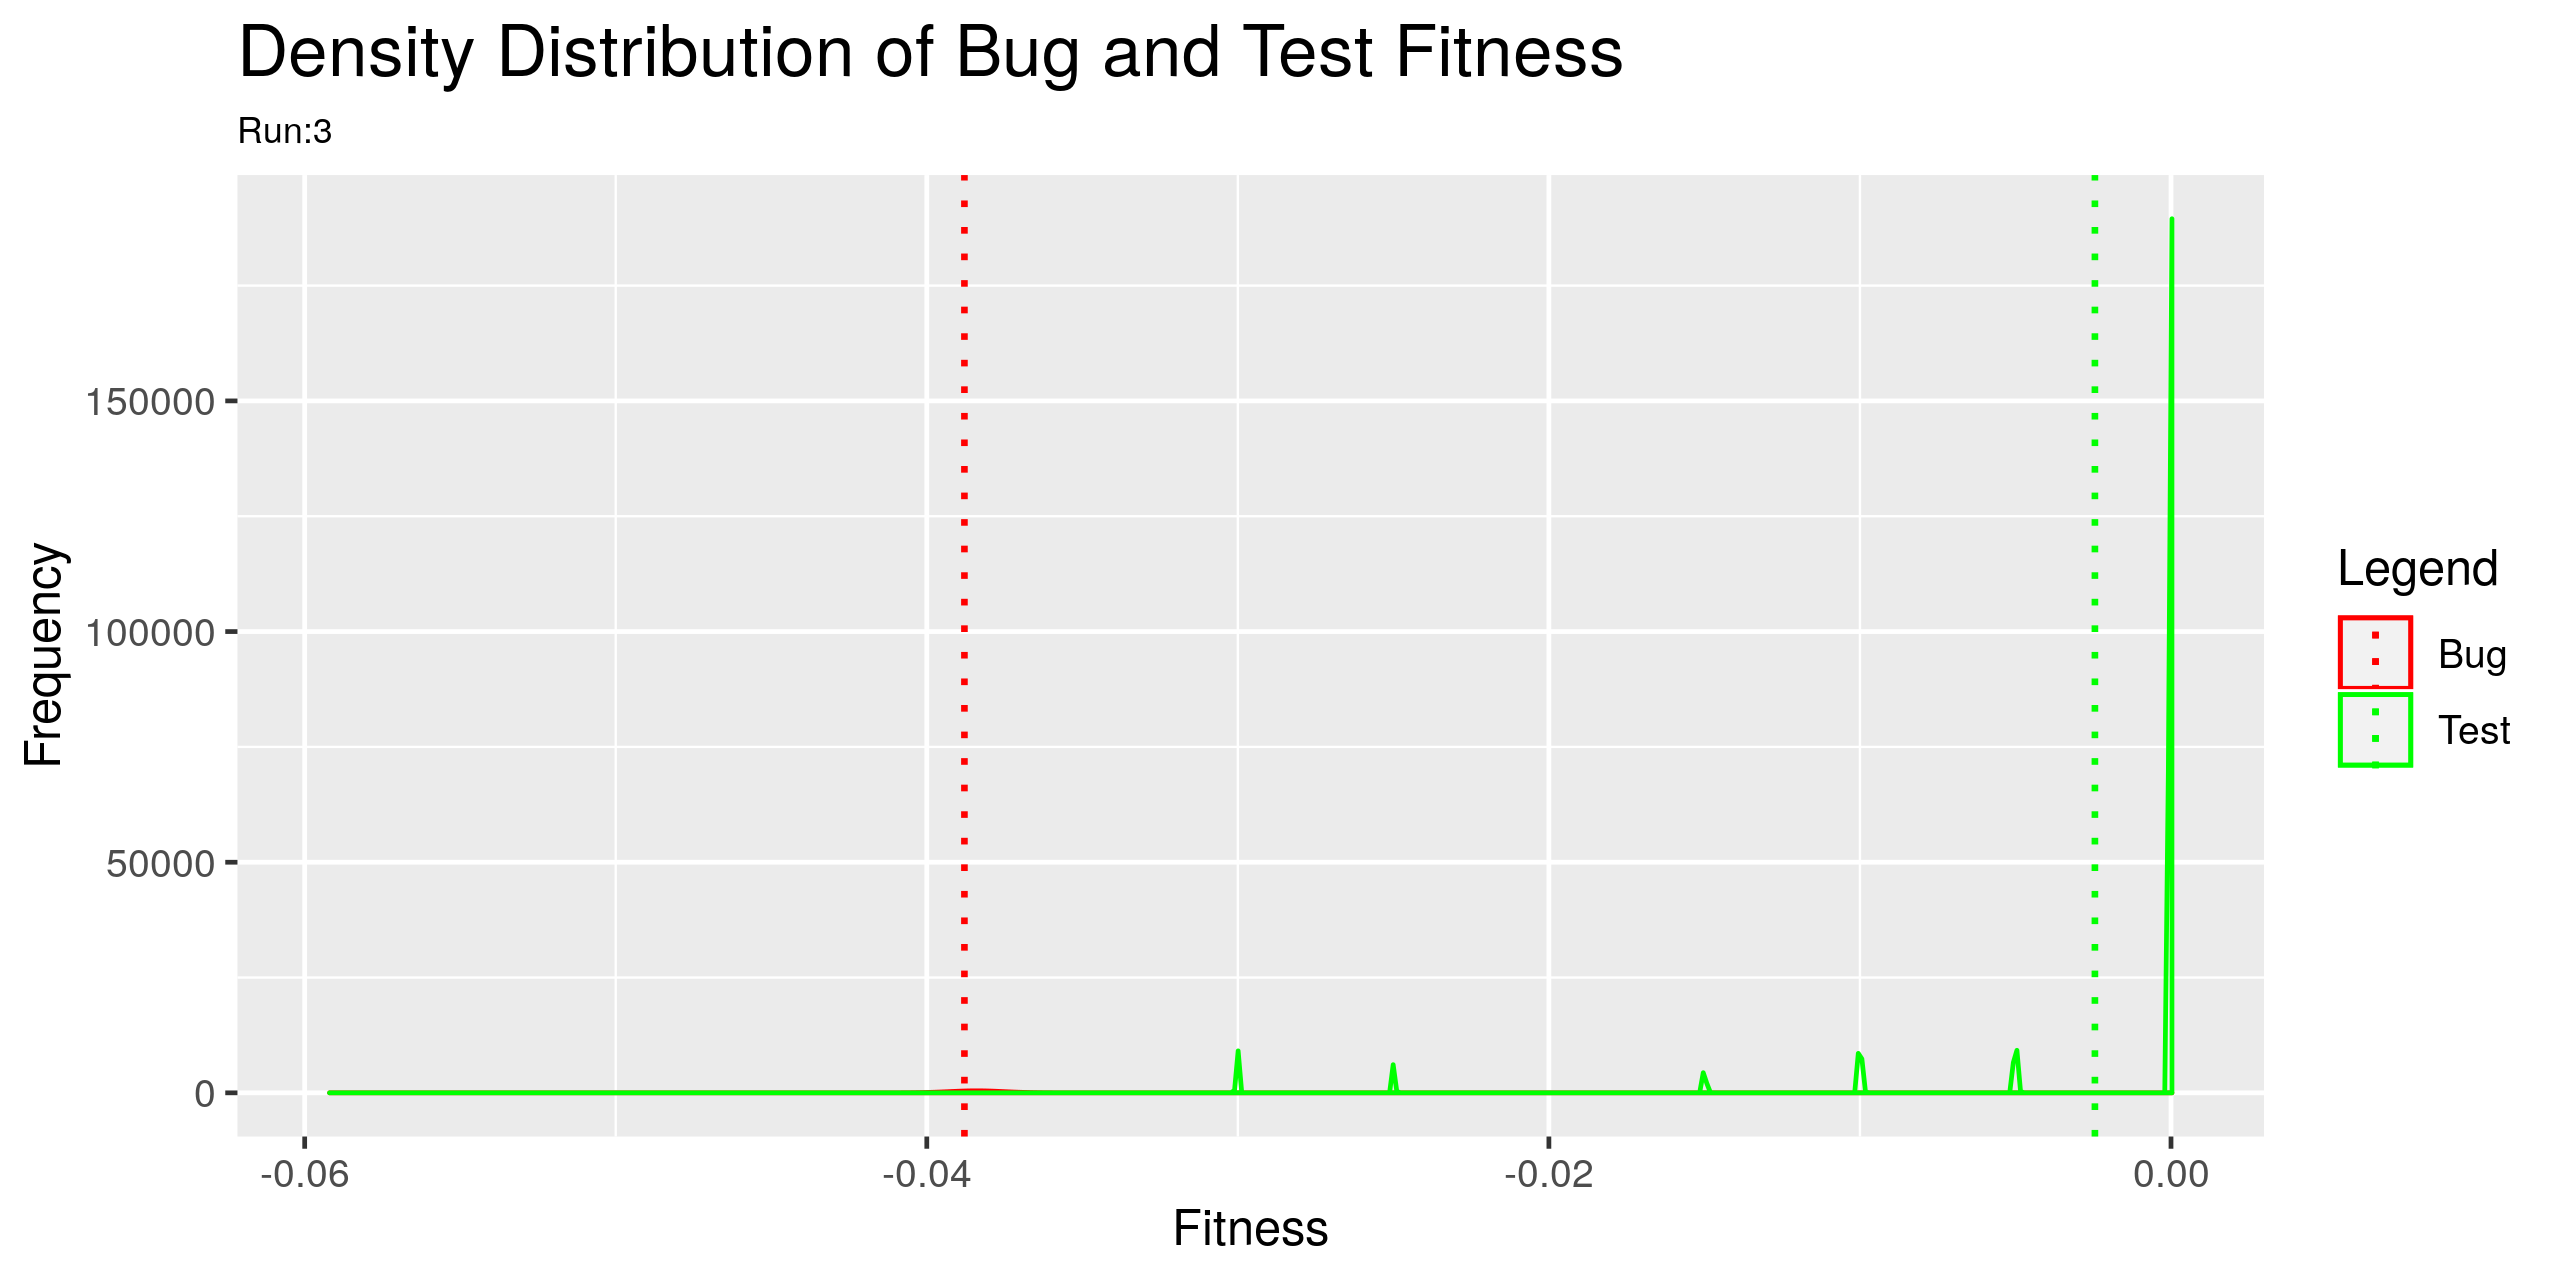 Density Distribution of Bug and Test Fitness
Run:3
Frequency
150000
100000
50000
0
-0.06
-0.04
-0.02
0.00
Fitness
Legend
Bug
Test